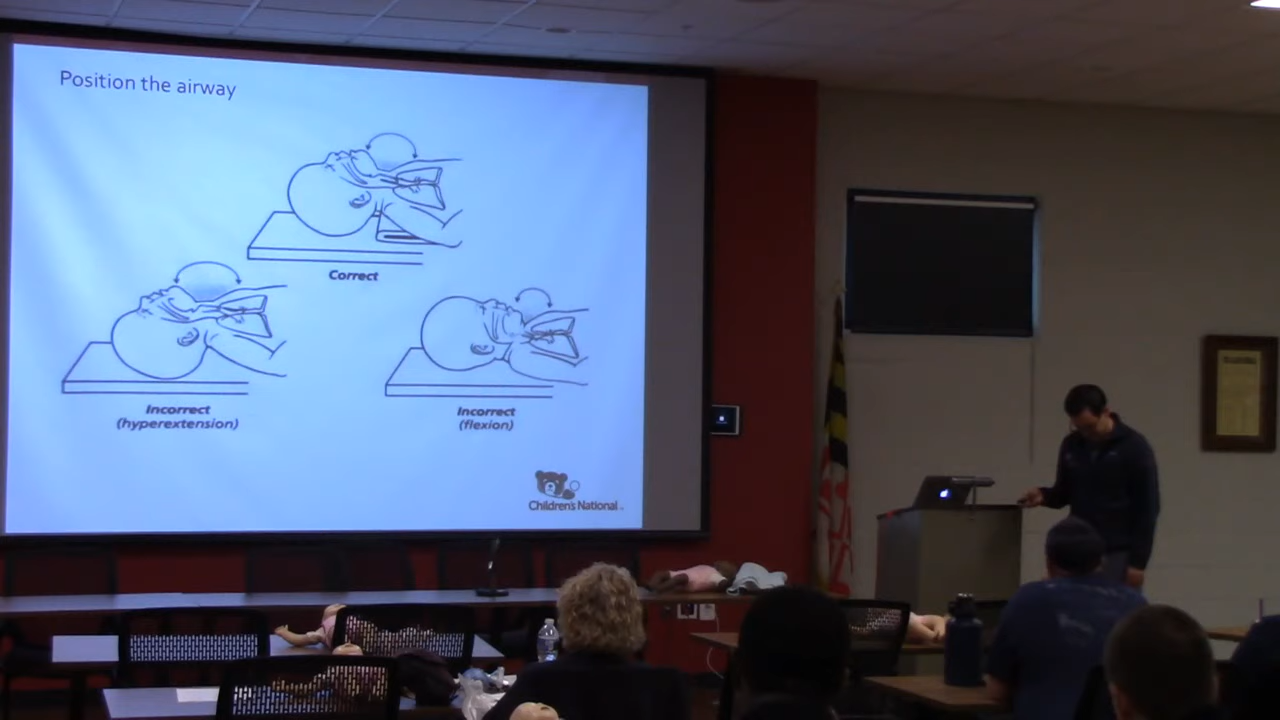 Position the airway
Correct
Incorrect
(hyperextension)
Incorrect
(flexion)
Children's National